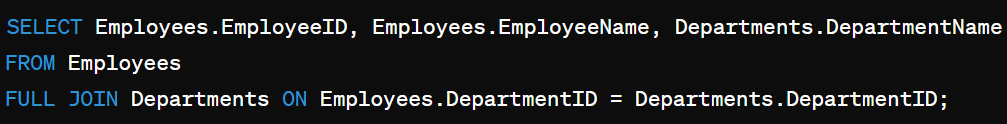 SELECT Employees.EmployeeID, Employees.EmployeeName, Departments.DepartmentName
FROM Employees
FULL JOIN Departments ON Employees.DepartmentID = Departments.DepartmentID;